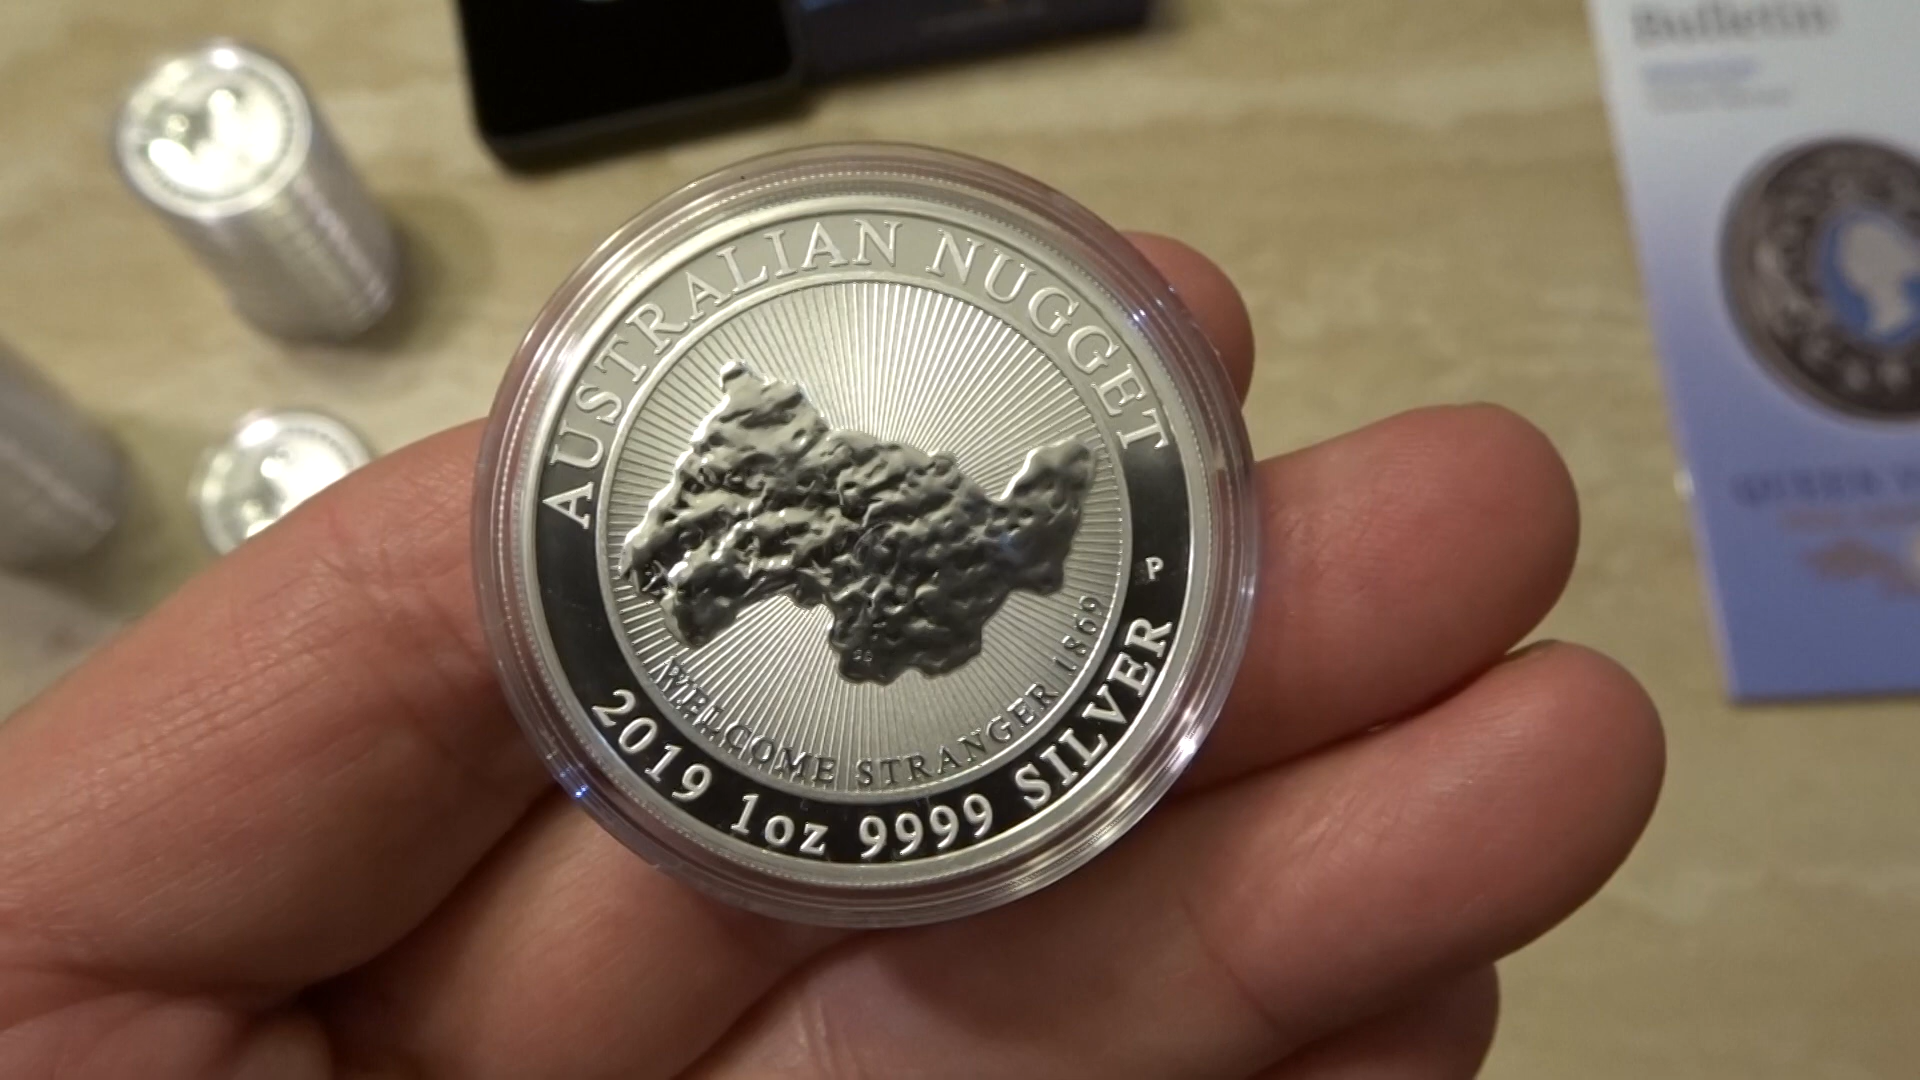 Bulletin
AUSTRALIAN NUGGET
P
WELCOME STRANGER 1869
2019 1oz 9999 SILVER